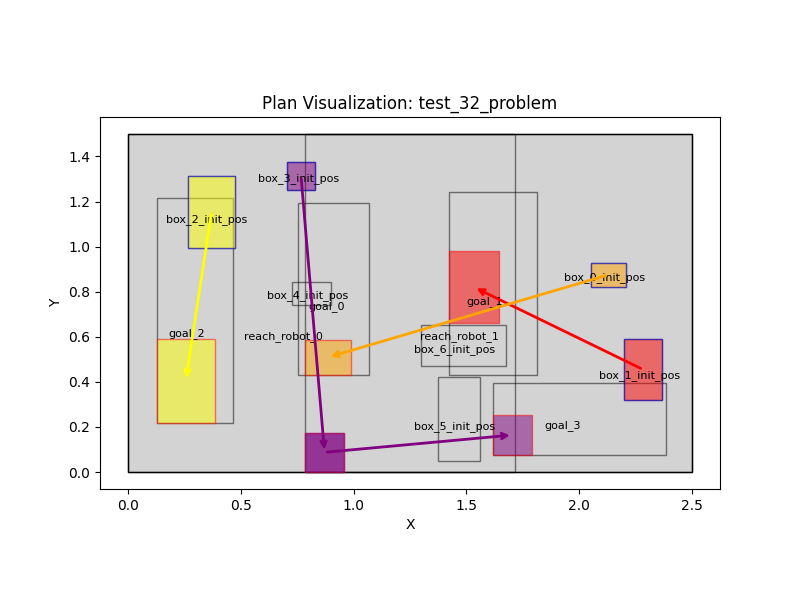 Plan Visualization: test_32_problem
box_3_init_pos
box_2_init_pos
box_0_init_pos
box_4_init_pos
goal_0
goal_1
goal_2
reach_robot_0
reach_robot_1
box_6_init_pos
box_1_init_pos
box_5_init_pos
goal_3
Y
1.4
1.2
1.0
0.8
0.6
0.4
0.2
0.0
0.0 0.5 1.0 1.5 2.0 2.5
X